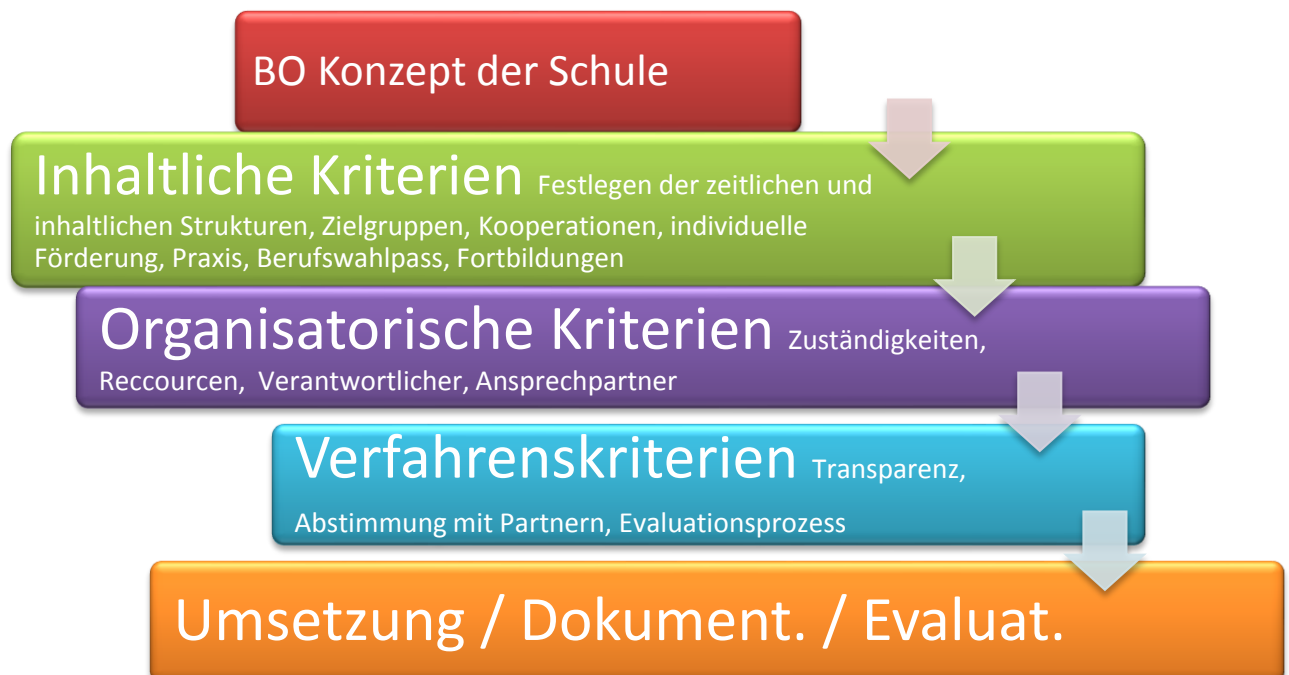 BO Konzept der Schule
Inhaltliche Kriterien Festlegen der zeitlichen und
inhaltlichen Strukturen, Zielgruppen, Kooperationen, individuelle
Förderung, Praxis, Berufswahlpass, Fortbildungen
Organisatorische Kriterien Zuständigkeiten,
Reccourcen, Verantwortlicher, Ansprechpartner
Verfahrenskriterien Transparenz,
Abstimmung mit Partnern, Evaluationsprozess
Umsetzung / Dokument. / Evaluat.